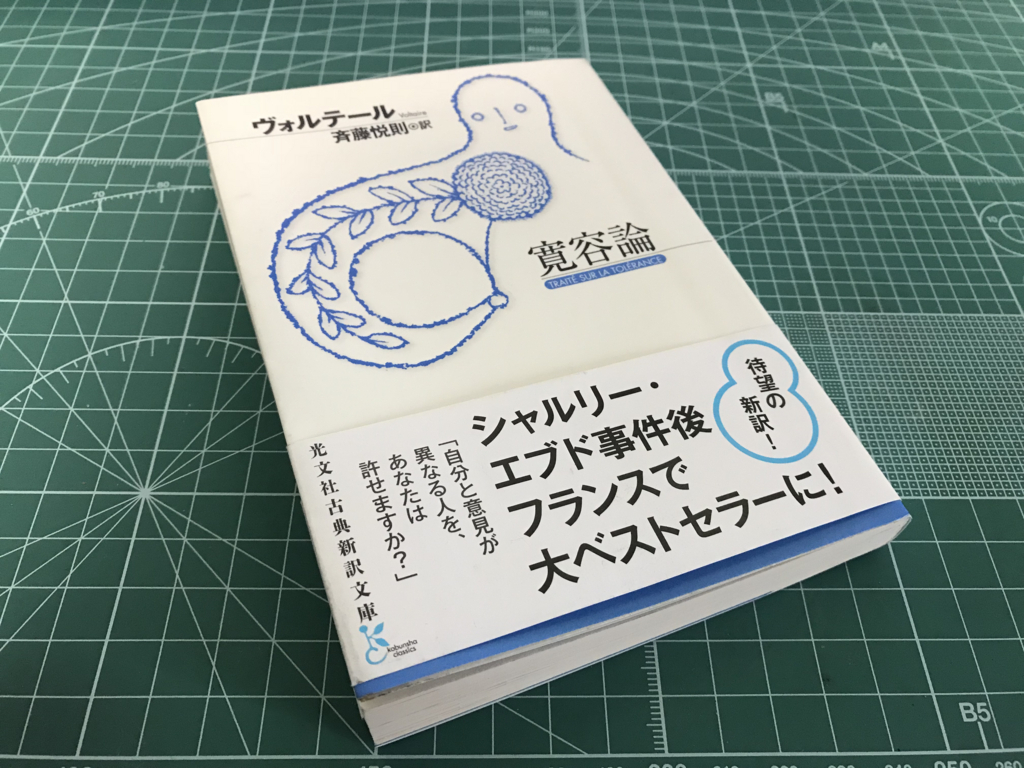 ヴォルテール
Voltaire
斉藤悦則◉訳
寛容論
TRAITÉ SUR LA TOLÉRANCE
待望の
新訳!
シャルリー・
エブド事件後
フランスで
大ベストセラーに!
「自分と意見が
異なる人を、
あなたは
許せますか?」
光文社古典新訳文庫
kobunsha
classics
B5
A4
70
80
10